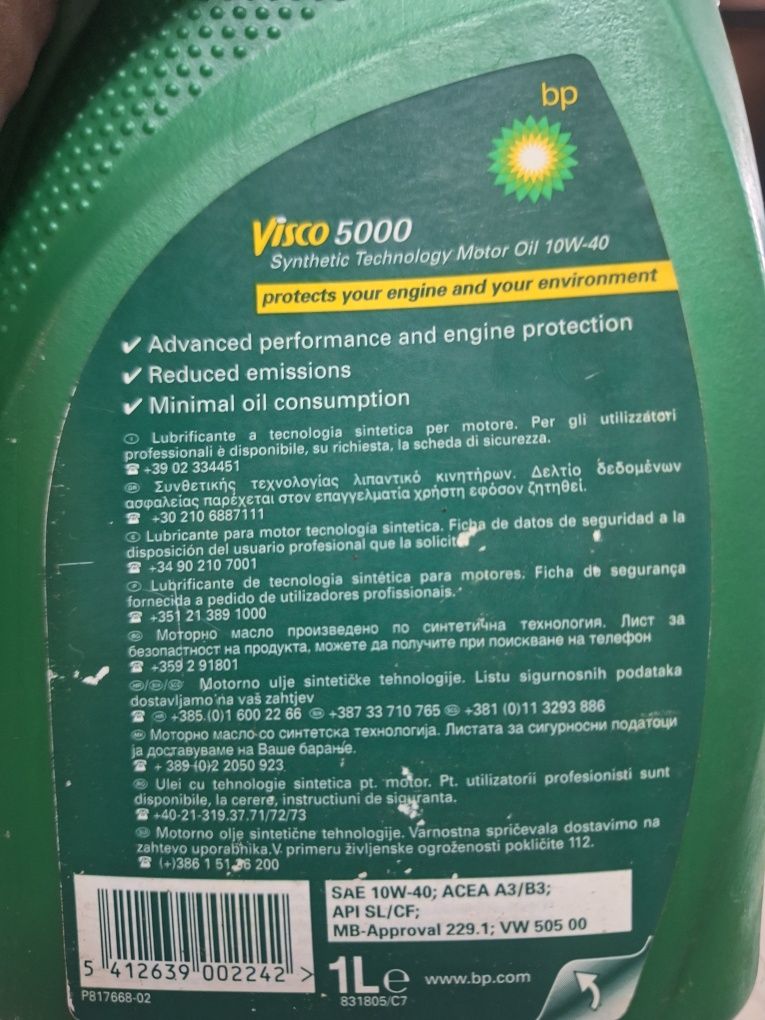 bp
Visco 5000
Synthetic Technology Motor Oil 10W-40
protects your engine and your environment
✓ Advanced performance and engine protection
✓ Reduced emissions
✓ Minimal oil consumption
I Lubrificante a tecnologia sintetica per motore. Per gli utilizzatori
professionali è disponibile, su richiesta, la scheda di sicurezza.
☎ +39 02 334451
GR Συνθετικής τεχνολογίας λιπαντικό κινητήρων. Δελτίο δεδομένων
ασφαλείας παρέχεται στον επαγγελματία χρήστη εφόσον ζητηθεί.
☎ +30 210 6887111
E Lubricante para motor tecnología sintetica. Ficha de datos de seguridad a la
disposición del usuario profesional que la solicite
☎ +34 90 210 7001
P Lubrificante de tecnologia sintética para motores. Ficha de segurança
fornecida a pedido de utilizadores profissionais.
☎ +351 21 389 1000
BG Моторно масло произведено по синтетична технология. Лист за
безопастност на продукта, можете да получите при поискване на телефон
☎ +359 2 91801
Motorno ulje sintetičke tehnologije. Listu sigurnosnih podataka
dostavljamo na vaš zahtjev
☎ HR +385 (0)1 600 22 66 +387 33 710 765 +381 (0)11 3293 886
Моторно масло со синтетска технологија. Листата за сигурносни податоци
ја доставуваме на Ваше барање.
☎ + 389 (0)2 2050 923
Ulei cu tehnologie sintetica pt. motor. Pt. utilizatorii profesionisti sunt
disponibile, la cerere, instructiuni de siguranta.
☎ +40-21-319.37.71/72/73
Motorno olje sintetične tehnologije. Varnostna spričevala dostavimo na
zahtevo uporabnika.V primeru življenske ogroženosti pokličite 112.
☎ (+)386 1 51 36 200
SAE 10W-40; ACEA A3/B3;
API SL/CF;
MB-Approval 229.1; VW 505 00
5 412639 002242 >
P817668-02
1L e www.bp.com
831805/C7